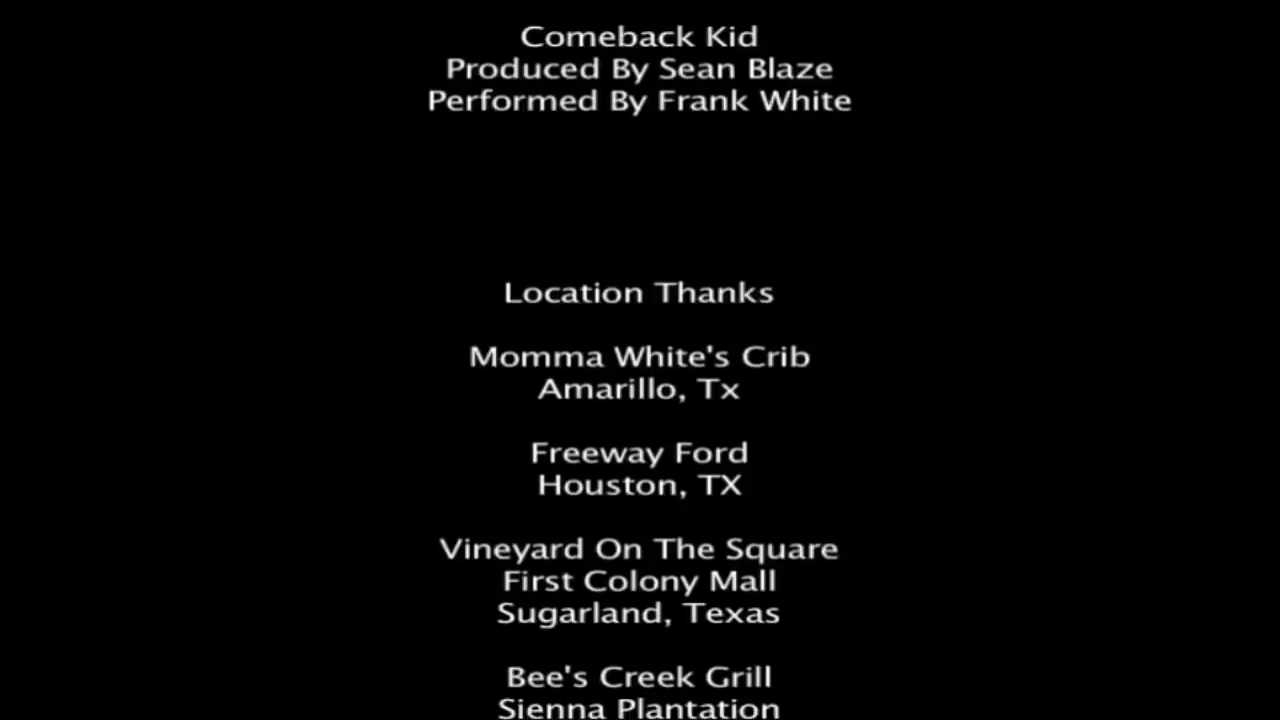 Comeback Kid
Produced By Sean Blaze
Performed By Frank White
Location Thanks
Momma White's Crib
Amarillo, Tx
Freeway Ford
Houston, TX
Vineyard On The Square
First Colony Mall
Sugarland, Texas
Bee's Creek Grill
Sienna Plantation